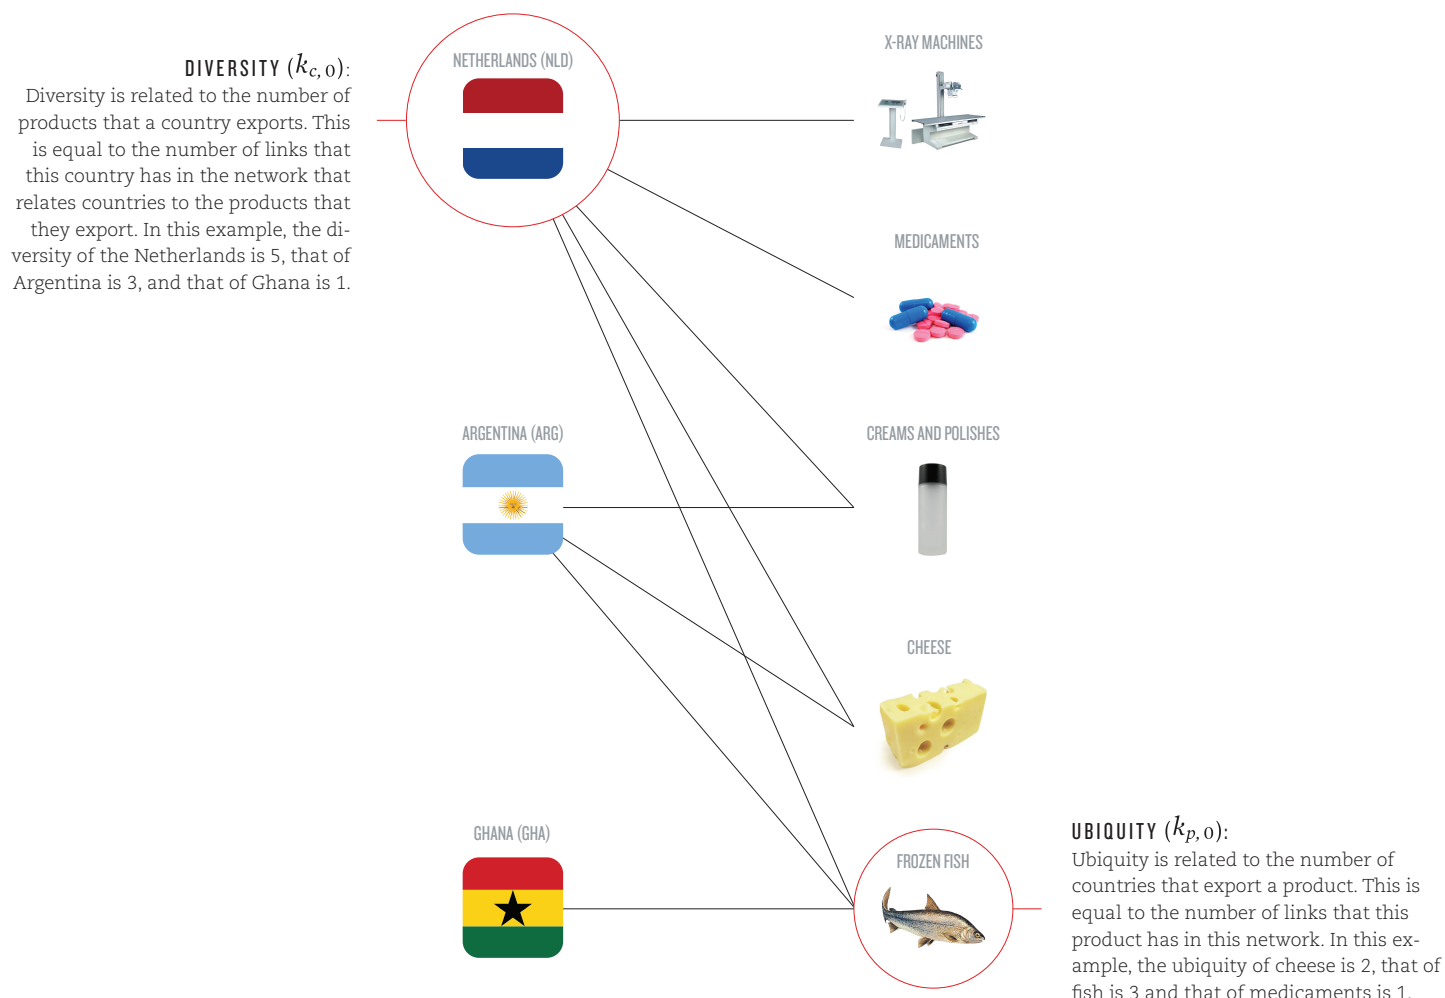 DIVERSITY (kc, 0):
Diversity is related to the number of
products that a country exports. This
is equal to the number of links that
this country has in the network that
relates countries to the products that
they export. In this example, the di-
versity of the Netherlands is 5, that of
Argentina is 3, and that of Ghana is 1.
NETHERLANDS (NLD)
ARGENTINA (ARG)
GHANA (GHA)
X-RAY MACHINES
MEDICAMENTS
CREAMS AND POLISHES
CHEESE
FROZEN FISH
UBIQUITY (kp, 0):
Ubiquity is related to the number of
countries that export a product. This is
equal to the number of links that this
product has in this network. In this ex-
ample, the ubiquity of cheese is 2, that of
fish is 3 and that of medicaments is 1.